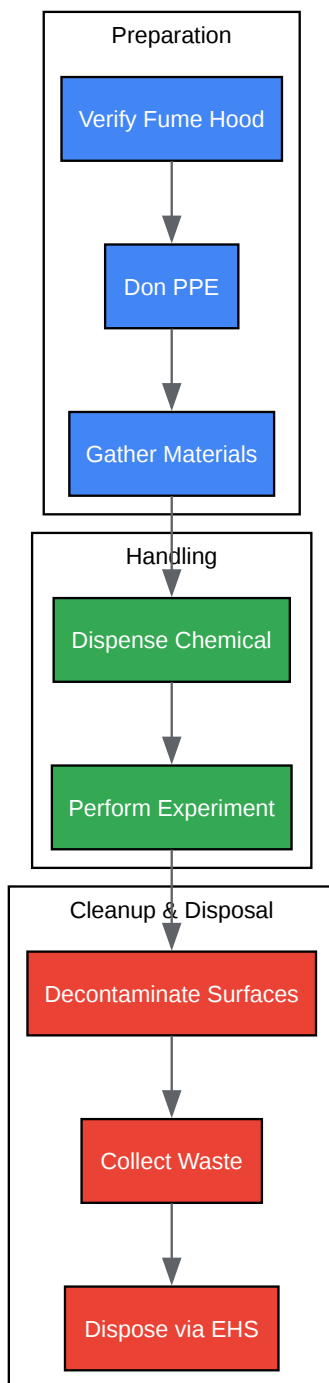 Preparation
Verify Fume Hood
Don PPE
Gather Materials
Handling
Dispense Chemical
Perform Experiment
Cleanup & Disposal
Decontaminate Surfaces
Collect Waste
Dispose via EHS